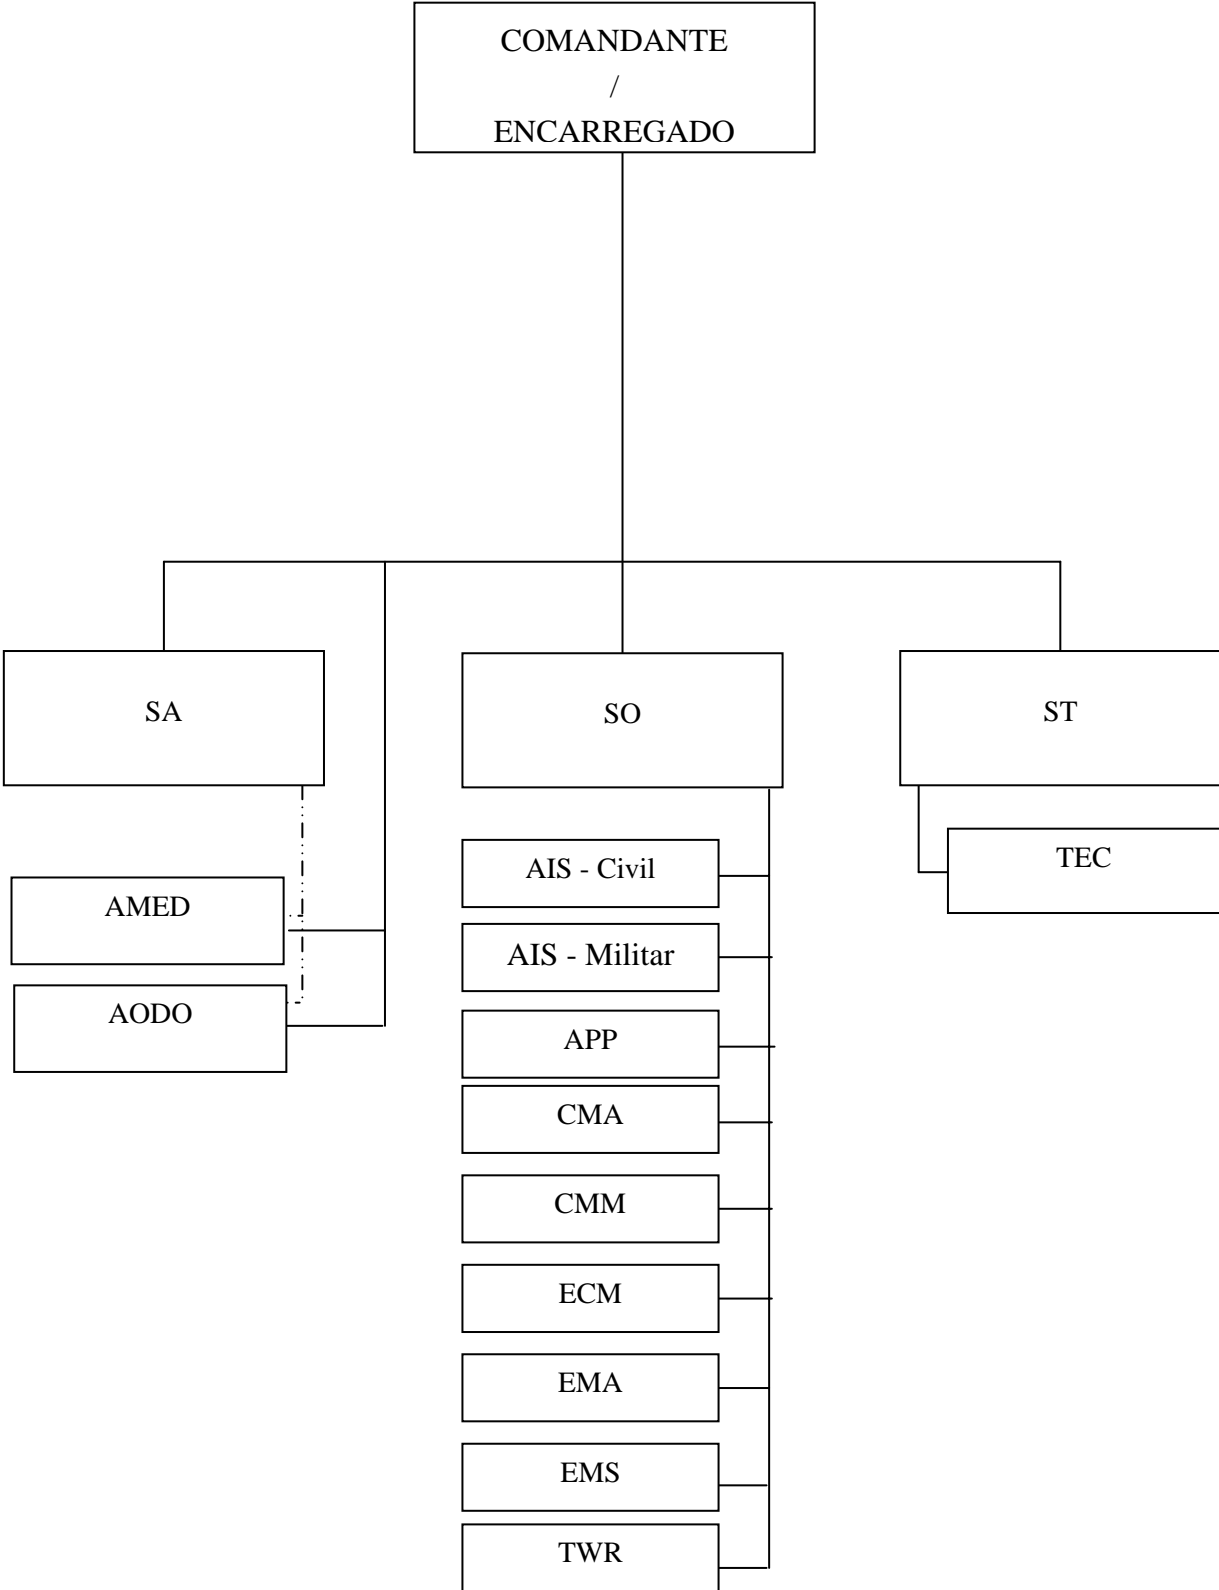 COMANDANTE
/
ENCARREGADO
SA
SO
ST
AMED
AODO
AIS - Civil
AIS - Militar
APP
CMA
CMM
ECM
EMA
EMS
TWR
TEC